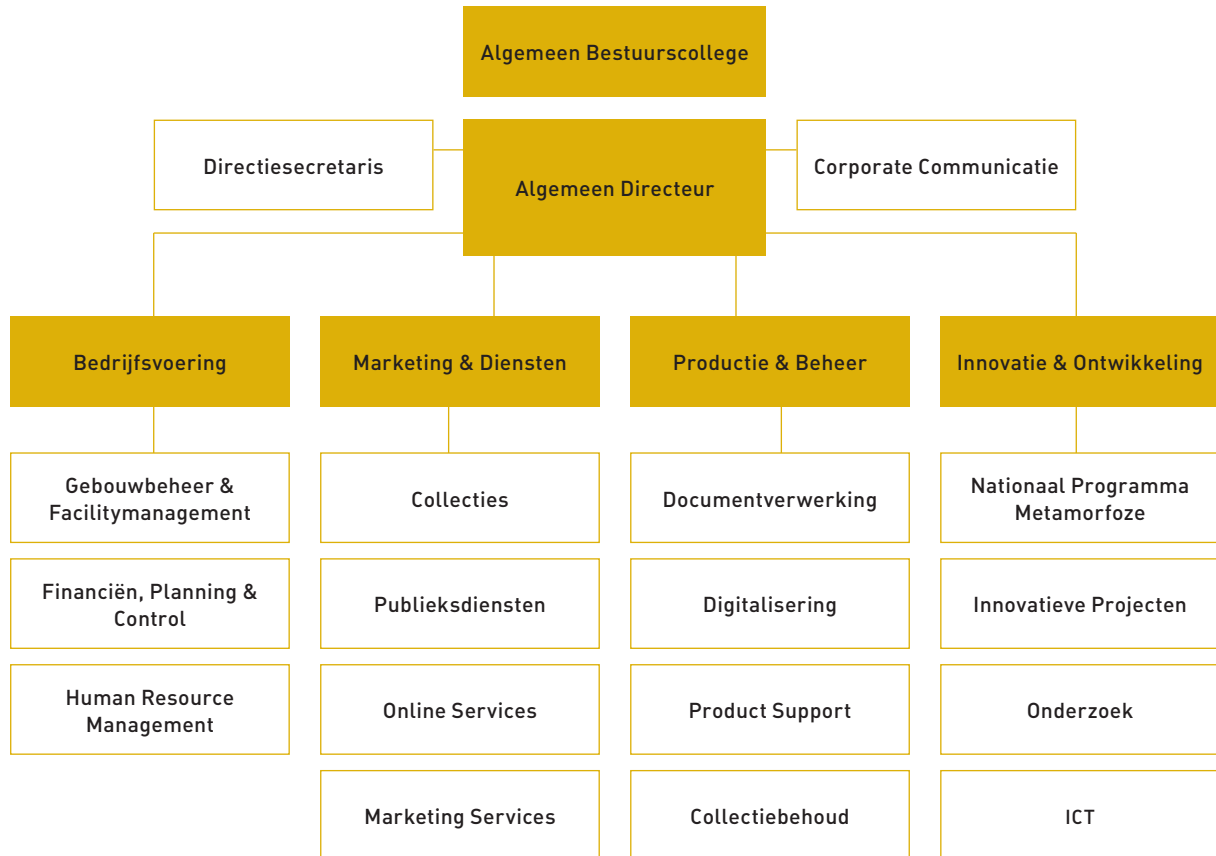 Algemeen Bestuurscollege
Directiesecretaris
Algemeen Directeur
Corporate Communicatie
Bedrijfsvoering
Marketing & Diensten
Productie & Beheer
Innovatie & Ontwikkeling
Gebouwbeheer &
Facilitymanagement
Collecties
Documentverwerking
Nationaal Programma
Metamorfoze
Financiën, Planning &
Control
Publieksdiensten
Digitalisering
Innovatieve Projecten
Human Resource
Management
Online Services
Product Support
Onderzoek
Marketing Services
Collectiebehoud
ICT